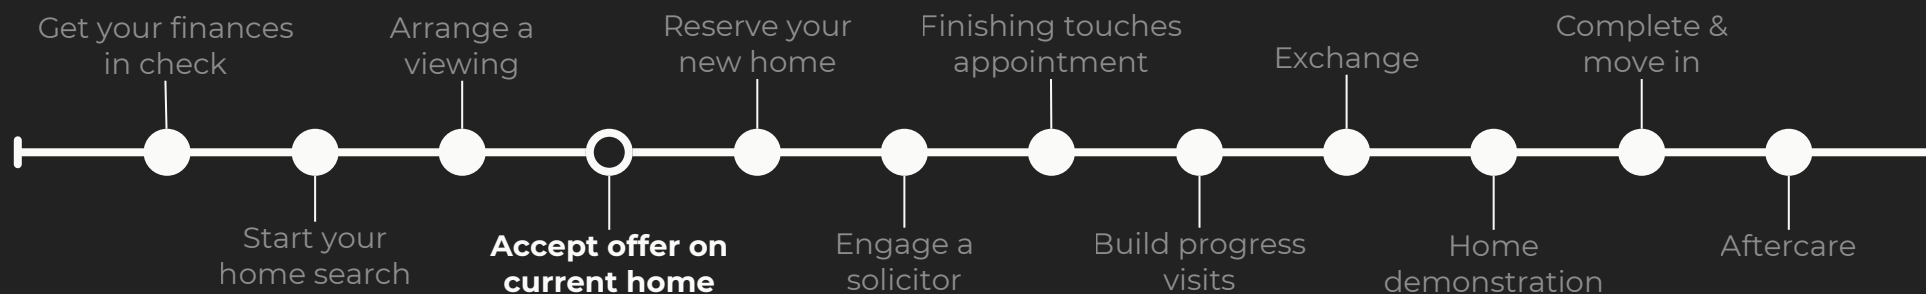 Get your finances
in check
Start your
home search
Arrange a
viewing
Accept offer on
current home
Reserve your
new home
Engage a
solicitor
Finishing touches
appointment
Build progress
visits
Exchange
Home
demonstration
Complete &
move in
Aftercare